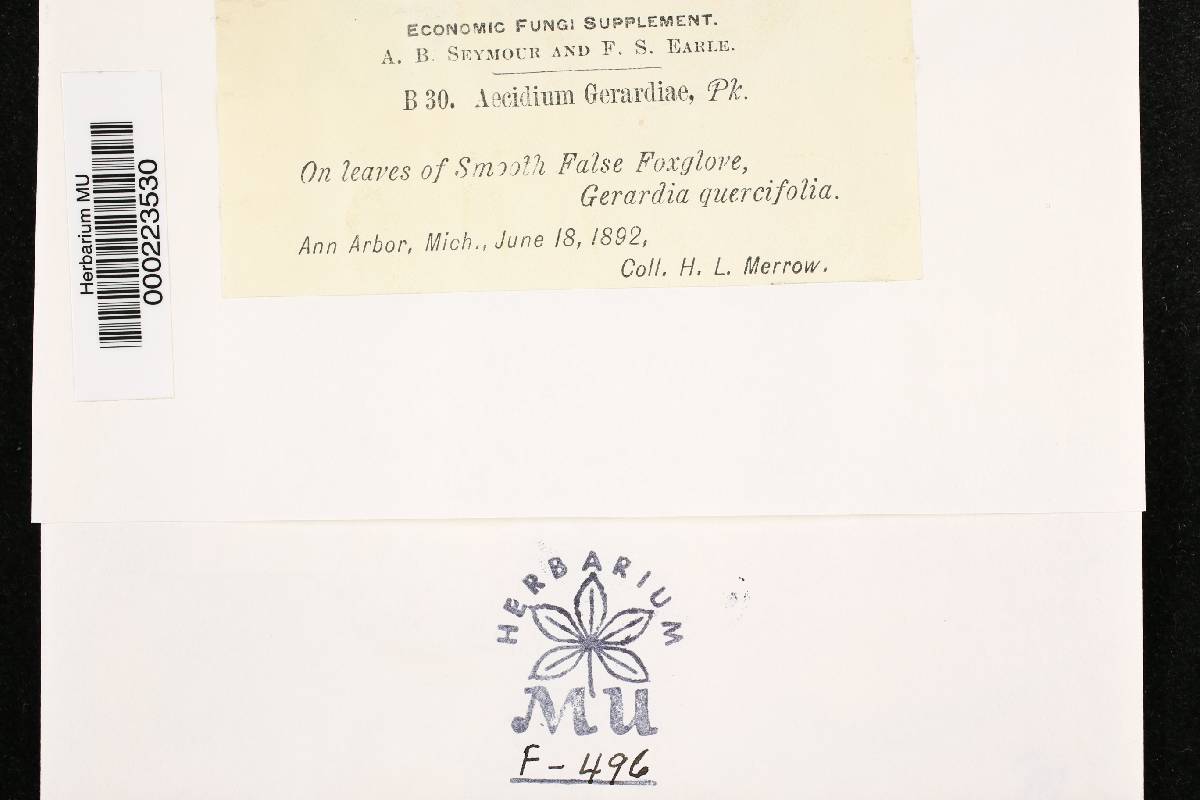 ECONOMIC FUNGI SUPPLEMENT.
A. B. SEYMOUR AND F. S. EARLE.
B 30. Aecidium Gerardiae, Pk.
On leaves of Smooth False Foxglove,
Gerardia quercifolia.
Ann Arbor, Mich., June 18, 1892,
Coll. H. L. Merrow.
Herbarium MU
000223530
HERBARIUM
MU
F-496